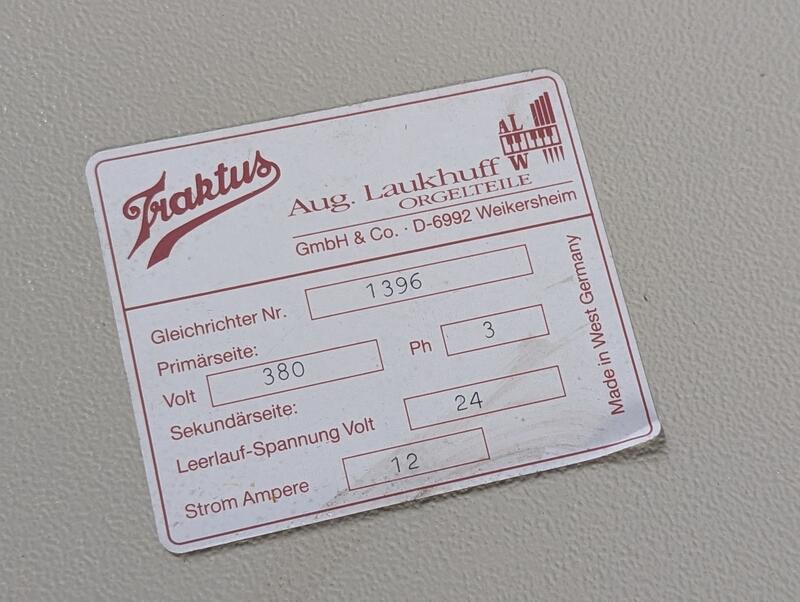 Traktus
AL
W
Aug. Laukhuff
ORGELTEILE
GmbH & Co. · D-6992 Weikersheim
Gleichrichter Nr. 1396
Primärseite:
Volt 380 Ph 3
Sekundärseite:
Leerlauf-Spannung Volt 24
Strom Ampere 12
Made in West Germany